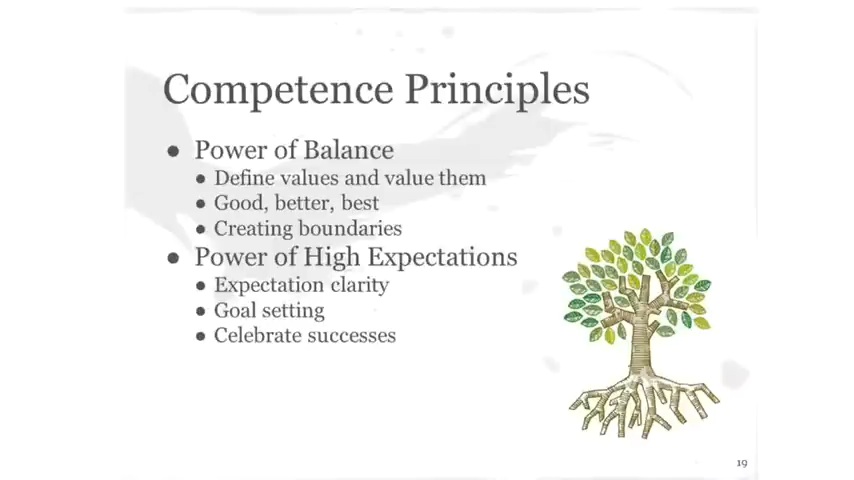 Competence Principles
● Power of Balance
● Define values and value them
● Good, better, best
● Creating boundaries
● Power of High Expectations
● Expectation clarity
● Goal setting
● Celebrate successes
19